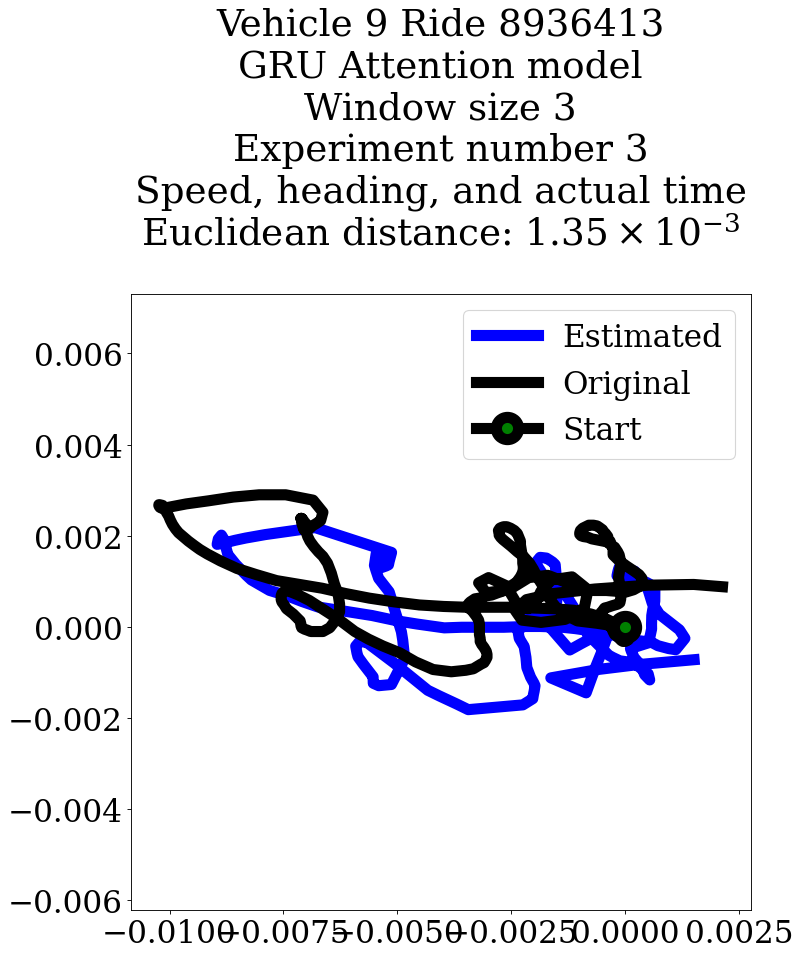 Vehicle 9 Ride 8936413
GRU Attention model
Window size 3
Experiment number 3
Speed, heading, and actual time
Euclidean distance: 1.35 × 10⁻³
Estimated
Original
Start
0.006
0.004
0.002
0.000
−0.002
−0.004
−0.006
−0.0100
−0.0075
−0.0050
−0.0025
0.0000
0.0025